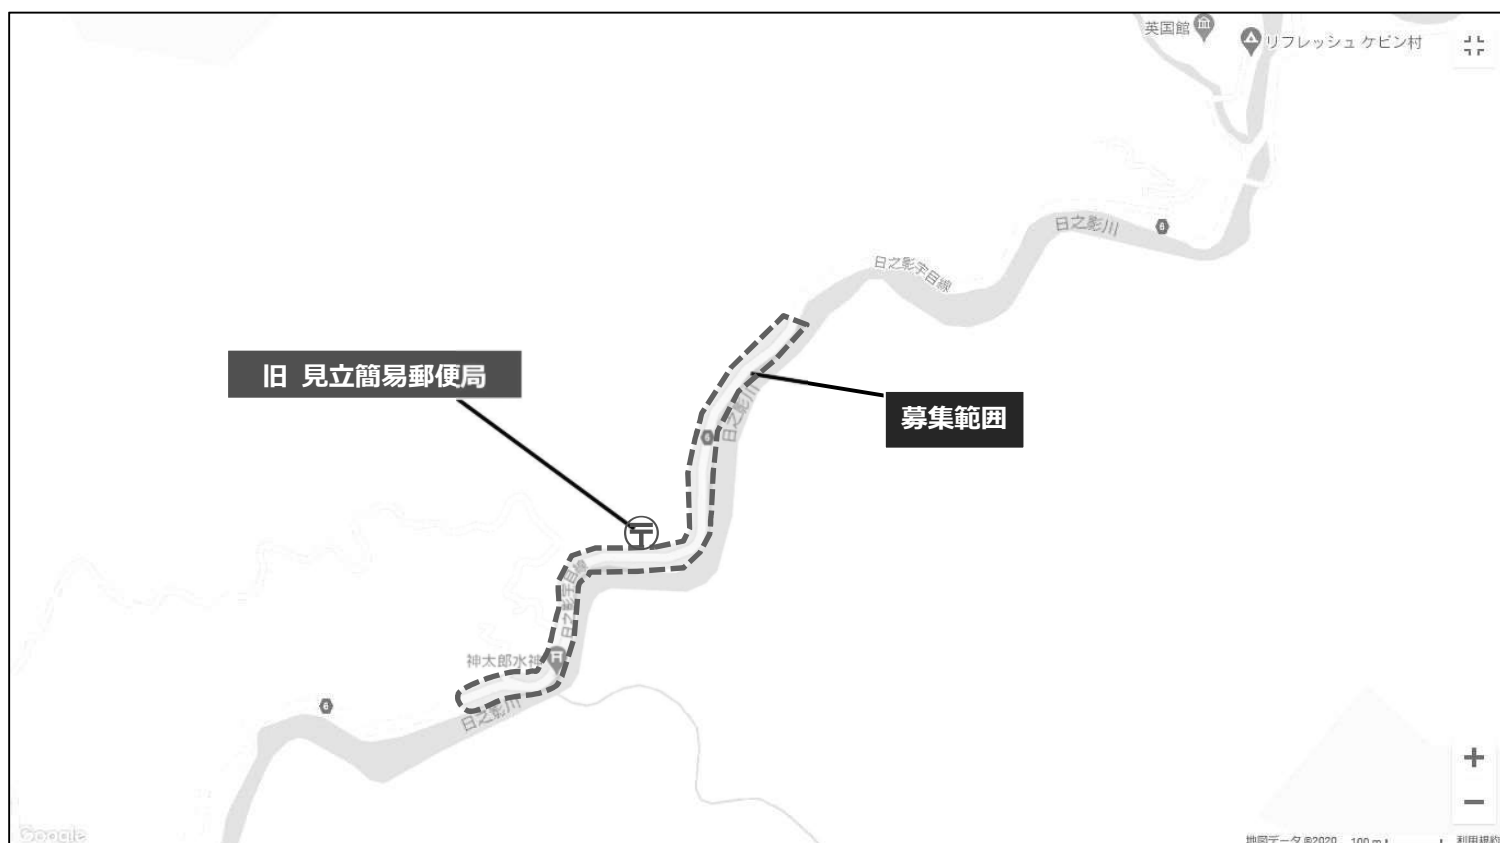 英国館
リフレッシュ ケビン村
日之影川
6
日之影宇目線
旧 見立簡易郵便局
募集範囲
日之影川
日之影宇目線
神太郎水神
6
日之影川
Google
地図データ ©2020 100 m 利用規約